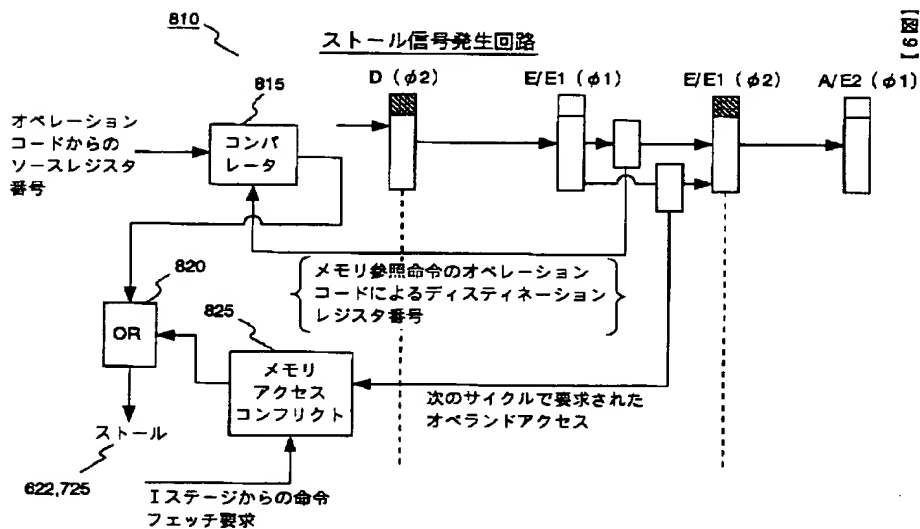 810
ストール信号発生回路
【図6】
D (φ2)
E/E1 (φ1)
E/E1 (φ2)
A/E2 (φ1)
815
オペレーション
コードからの
ソースレジスタ
番号
コンパ
レータ
メモリ参照命令のオペレーション
コードによるディスティネーション
レジスタ番号
820
OR
825
メモリ
アクセス
コンフリクト
次のサイクルで要求された
オペランドアクセス
ストール
622,725
Iステージからの命令
フェッチ要求